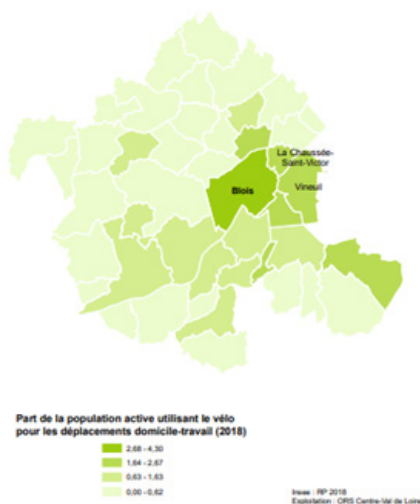 La Chaussée-
Saint-Victor
Blois
Vineuil
Part de la population active utilisant le vélo
pour les déplacements domicile-travail (2018)
2,68 - 4,30
1,64 - 2,67
0,63 - 1,63
0,00 - 0,62
Insee : RP 2018
Exploitation : ORS Centre-Val de Loire